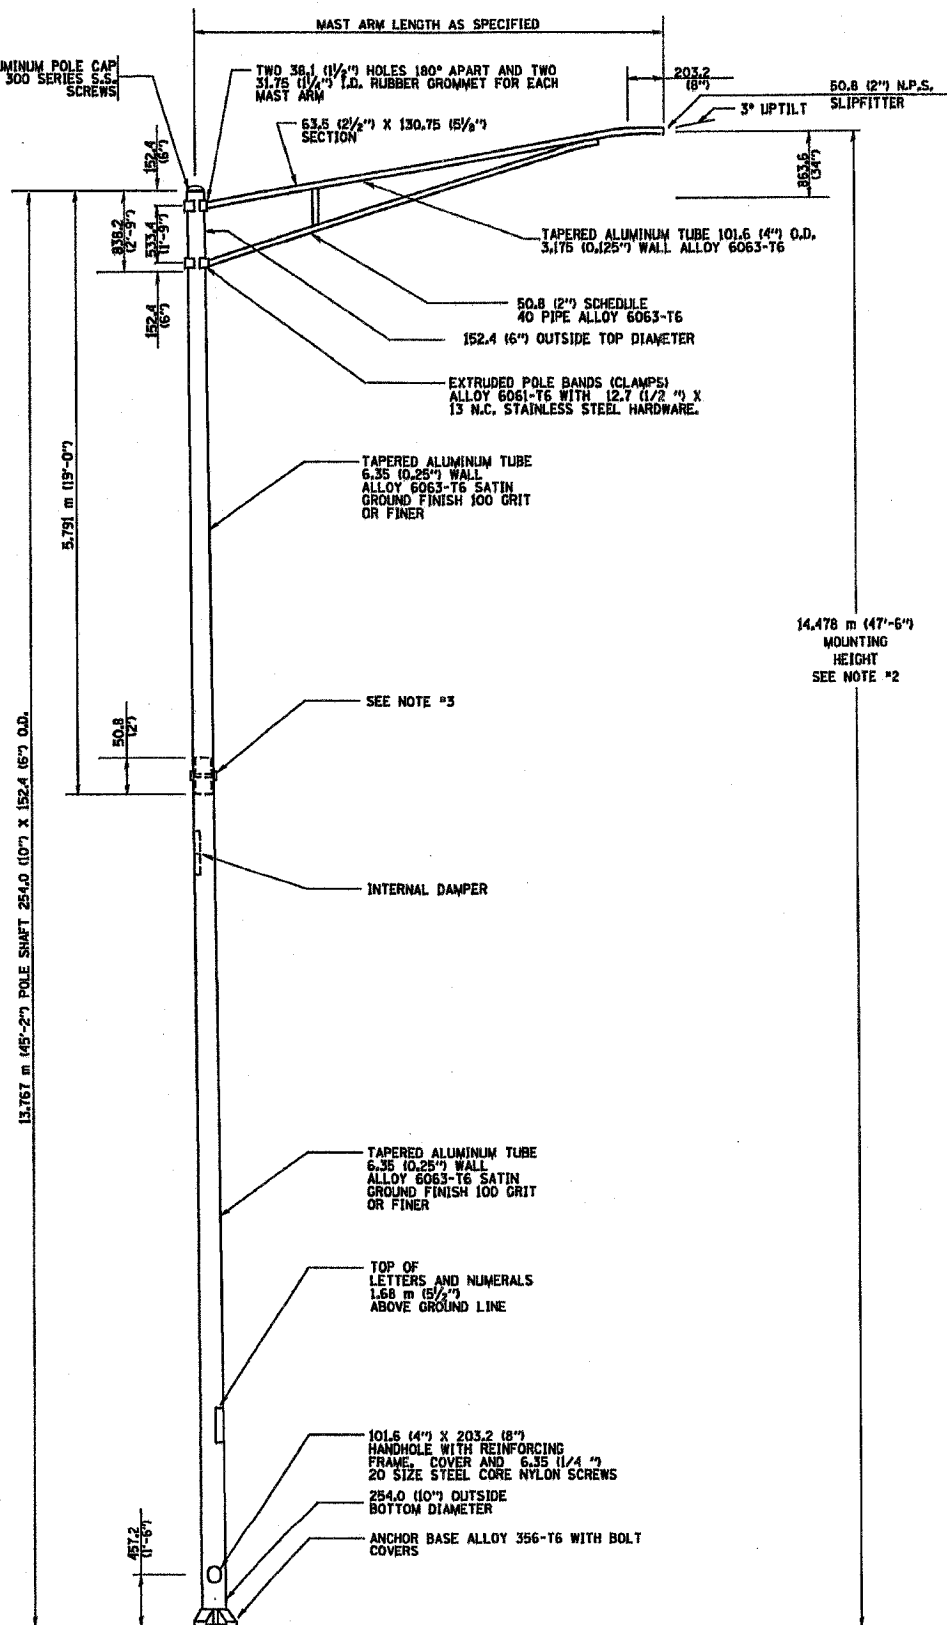 MAST ARM LENGTH AS SPECIFIED
UMINUM POLE CAP
300 SERIES S.S.
SCREWS
TWO 38.1 (1½") HOLES 180° APART AND TWO
31.75 (1¼") I.D. RUBBER GROMMET FOR EACH
MAST ARM
203.2
(8")
50.8 (2") N.P.S.
SLIPFITTER
3° UPTILT
63.5 (2½") X 130.75 (5⅛")
SECTION
152.4
(6")
863.6
(34")
838.2
(2'-9")
533.4
(1'-9")
TAPERED ALUMINUM TUBE 101.6 (4") O.D.
3.175 (0.125") WALL ALLOY 6063-T6
152.4
(6")
50.8 (2") SCHEDULE
40 PIPE ALLOY 6063-T6
152.4 (6") OUTSIDE TOP DIAMETER
EXTRUDED POLE BANDS (CLAMPS)
ALLOY 6061-T6 WITH 12.7 (1/2 ") X
13 N.C. STAINLESS STEEL HARDWARE.
TAPERED ALUMINUM TUBE
6.35 (0.25") WALL
ALLOY 6063-T6 SATIN
GROUND FINISH 100 GRIT
OR FINER
5.791 m (19'-0")
14.478 m (47'-6")
MOUNTING
HEIGHT
SEE NOTE #2
SEE NOTE #3
50.8
(2")
13.767 m (45'-2") POLE SHAFT 254.0 (10") X 152.4 (6") O.D.
INTERNAL DAMPER
TAPERED ALUMINUM TUBE
6.35 (0.25") WALL
ALLOY 6063-T6 SATIN
GROUND FINISH 100 GRIT
OR FINER
TOP OF
LETTERS AND NUMERALS
1.68 m (5½")
ABOVE GROUND LINE
101.6 (4") X 203.2 (8")
HANDHOLE WITH REINFORCING
FRAME, COVER AND 6.35 (1/4 ")
20 SIZE STEEL CORE NYLON SCREWS
254.0 (10") OUTSIDE
BOTTOM DIAMETER
457.2
(1'-6")
ANCHOR BASE ALLOY 356-T6 WITH BOLT
COVERS